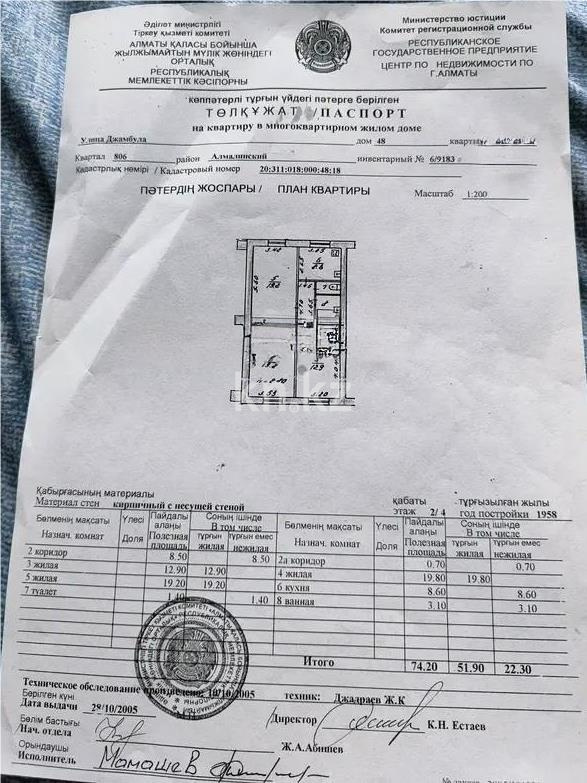 Әділет министрлігі
Тіркеу қызметі комитеті
АЛМАТЫ ҚАЛАСЫ БОЙЫНША
ЖЫЛЖЫМАЙТЫН МҮЛІК ЖӨНІНДЕГІ
ОРТАЛЫҚ
РЕСПУБЛИКАЛЫҚ
МЕМЛЕКЕТТІК КӘСІПОРНЫ
Министерство юстиции
Комитет регистрационной службы
РЕСПУБЛИКАНСКОЕ
ГОСУДАРСТВЕННОЕ ПРЕДПРИЯТИЕ
ЦЕНТР ПО НЕДВИЖИМОСТИ ПО
Г.АЛМАТЫ
көппәтерлі тұрғын үйдегі пәтерге берілген
ТӨЛҚҰЖАТ /ПАСПОРТ
на квартиру в многоквартирном жилом доме
Улица Джамбула дом 48 квартира
Квартал 806 район Алмалинский инвентарный № 6/9183
Кадастрлық нөмірі / Кадастровый номер 20:311:018:000:48:18
ПӘТЕРДІҢ ЖОСПАРЫ / ПЛАН КВАРТИРЫ Масштаб 1:200
kn.kz
Қабырғасының материалы қабаты тұрғызылған жылы
Материал стен кирпичный с несущей стеной этаж 2/4 год постройки 1958
Бөлменің мақсаты Үлесі Пайдалы алаңы Соның ішінде Бөлменің мақсаты Үлесі Пайдалы алаңы Соның ішінде
Назнач. комнат Доля Полезная площадь В том числе Назнач. комнат Доля Полезная площадь В том числе
тұрғын жилая тұрғын емес нежилая тұрғын жилая тұрғын емес нежилая
2 коридор 8.50 8.50 2а коридор 0.70 0.70
3 жилая 12.90 12.90 4 жилая 19.80 19.80
5 жилая 19.20 19.20 6 кухня 8.60 8.60
7 туалет 1.40 1.40 8 ванная 3.10 3.10
Итого 74.20 51.90 22.30
Техническое обследование произведено 10/10/2005 техник: Джадраев Ж.К
Берілген күні
Дата выдачи 28/10/2005
Директор К.Н. Естаев
Бөлім бастығы
/Нач. отдела Ж.А.Абишев
Орындаушы
Исполнитель Мамашев